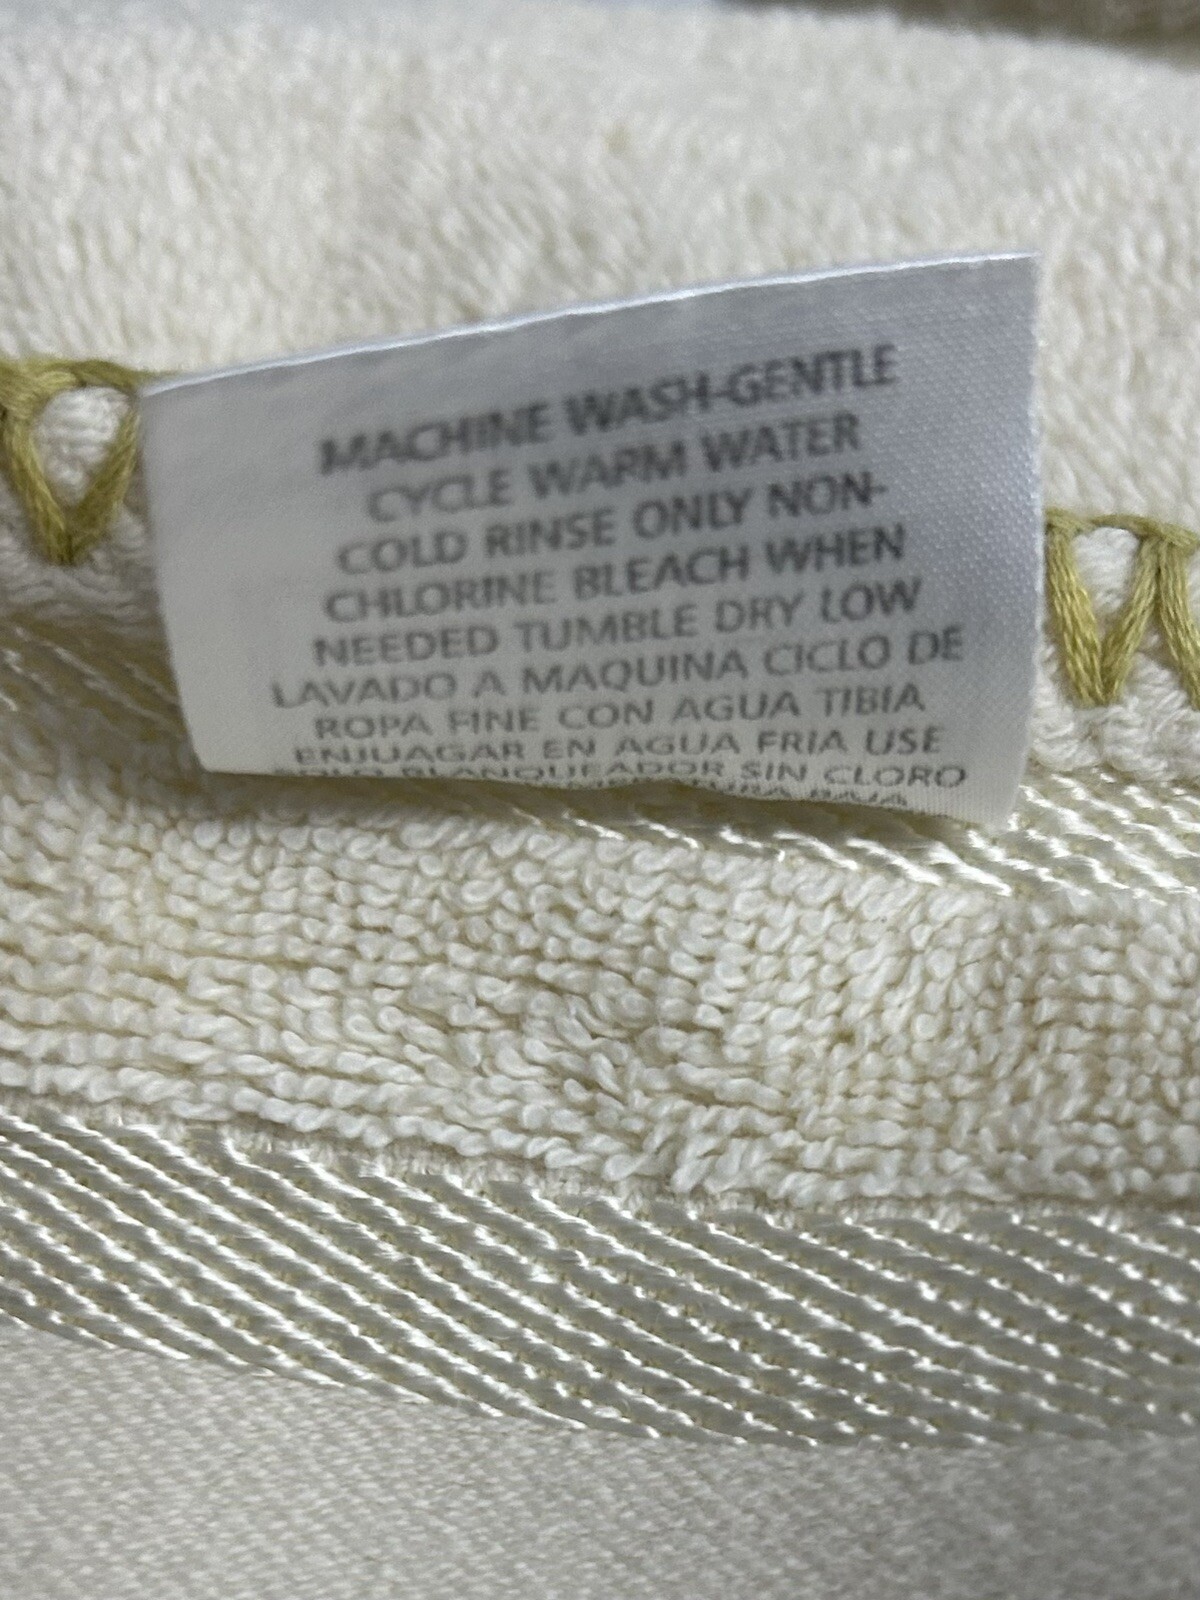 MACHINE WASH-GENTLE
CYCLE WARM WATER
COLD RINSE ONLY NON-
CHLORINE BLEACH WHEN
NEEDED TUMBLE DRY LOW
LAVADO A MAQUINA CICLO DE
ROPA FINE CON AGUA TIBIA
ENJUAGAR EN AGUA FRIA USE
SOLO BLANQUEADOR SIN CLORO